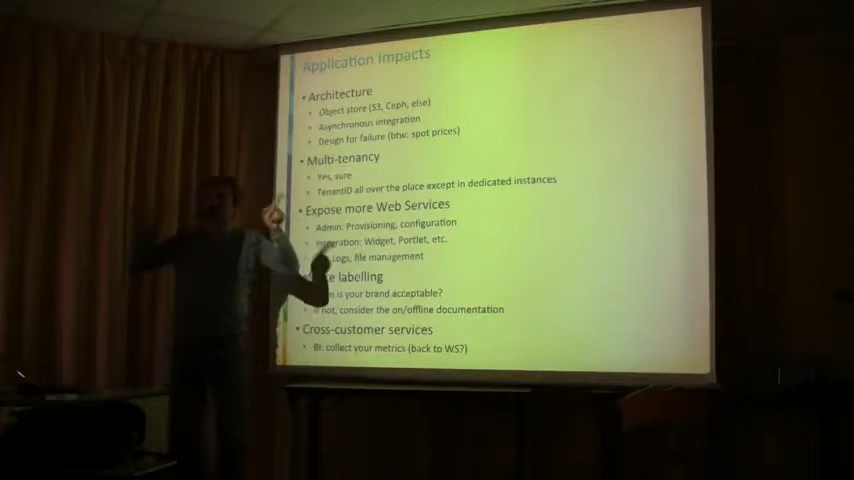 Application Impacts
• Architecture
• Object store (S3, Ceph, else)
• Asynchronous integration
• Design for failure (btw: spot prices)
• Multi-tenancy
• Yes, sure
• TenantID all over the place except in dedicated instances
• Expose more Web Services
• Admin: Provisioning, configuration
• Integration: Widget, Portlet, etc.
Logs, file management
labelling
is your brand acceptable?
• If not, consider the on/offline documentation
• Cross-customer services
• BI: collect your metrics (back to WS?)